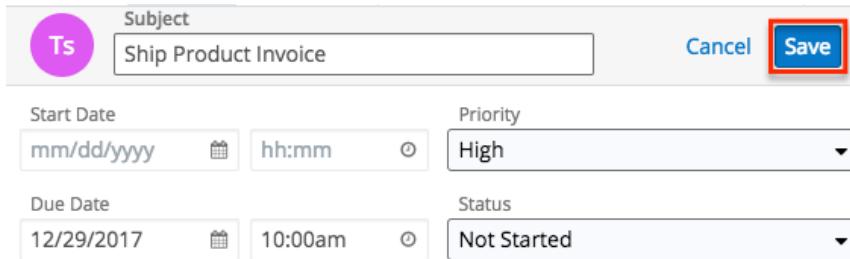 Subject
Ts
Ship Product Invoice
Cancel
Save
Start Date
Priority
mm/dd/yyyy
hh:mm
High
Due Date
Status
12/29/2017
10:00am
Not Started